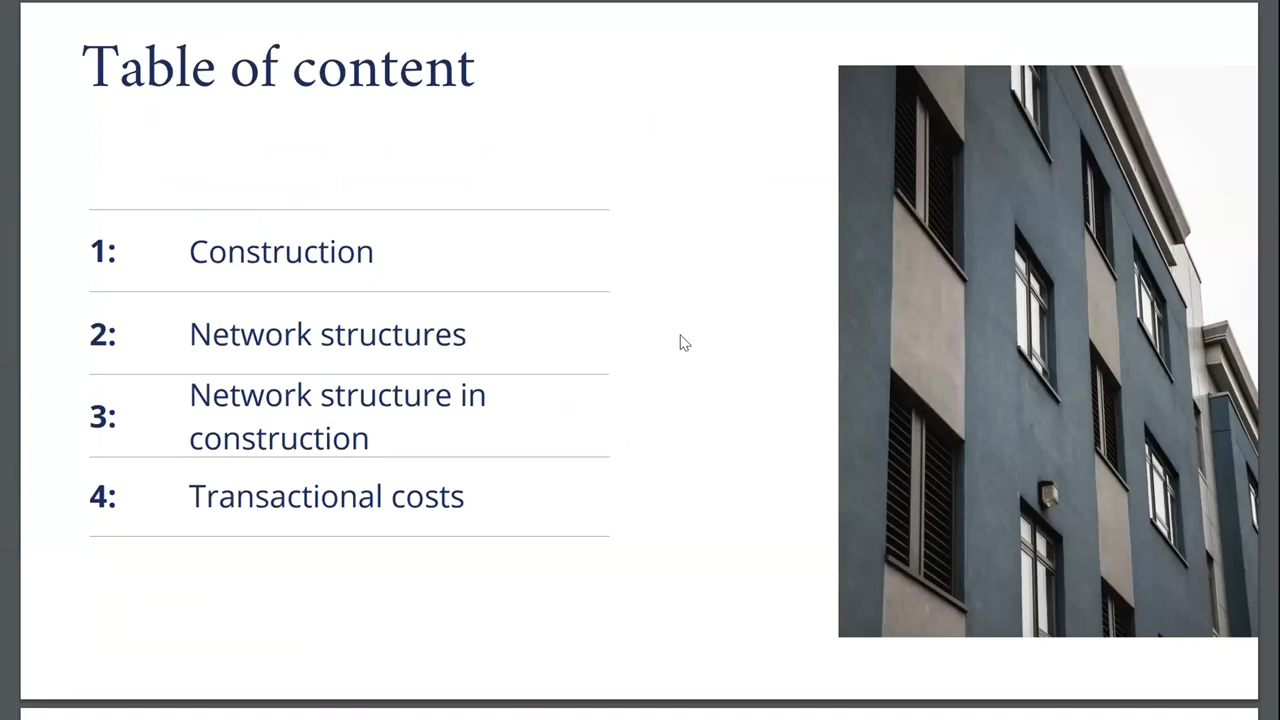 Table of content
1: Construction
2: Network structures
3: Network structure in
construction
4: Transactional costs